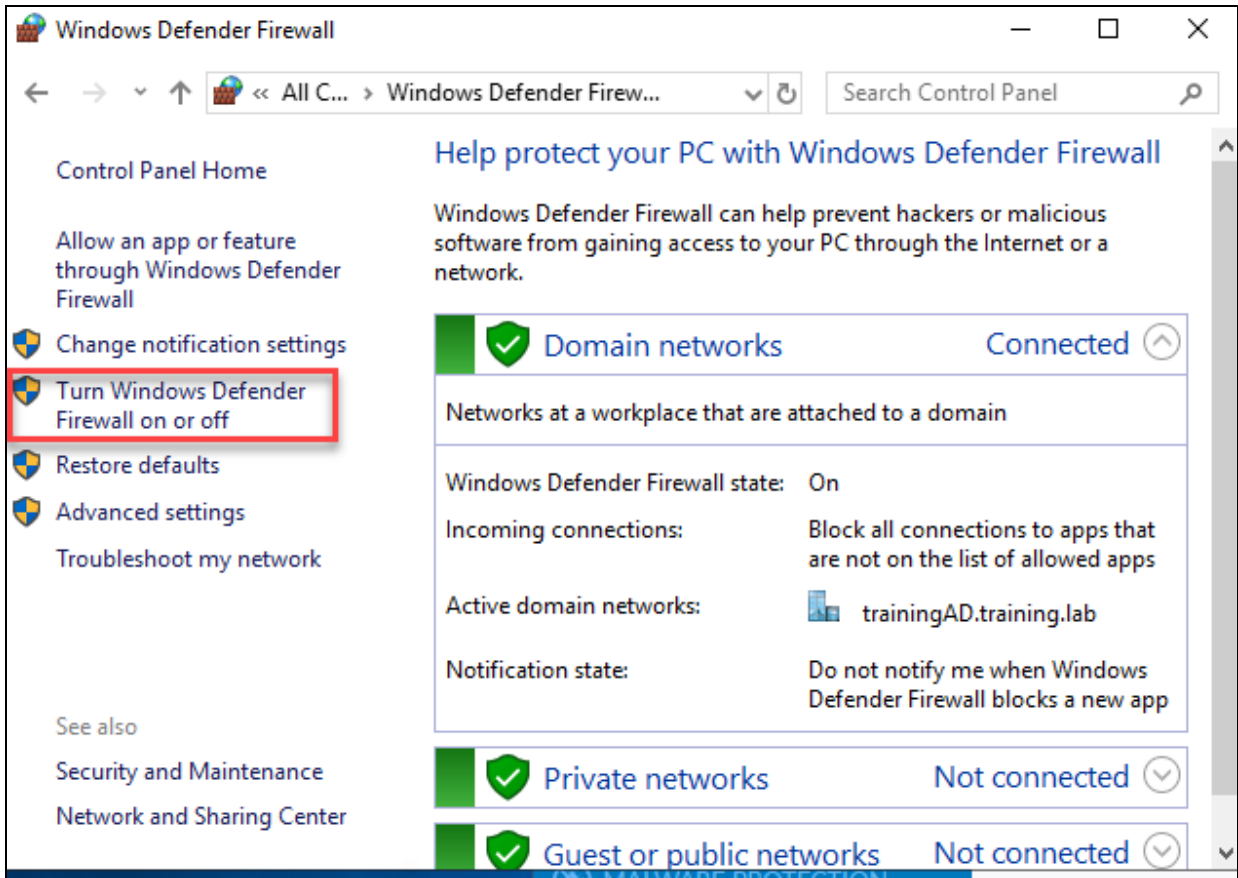 Windows Defender Firewall
« All C... › Windows Defender Firew...
Search Control Panel
Control Panel Home
Allow an app or feature
through Windows Defender
Firewall
Change notification settings
Turn Windows Defender
Firewall on or off
Restore defaults
Advanced settings
Troubleshoot my network
See also
Security and Maintenance
Network and Sharing Center
Help protect your PC with Windows Defender Firewall
Windows Defender Firewall can help prevent hackers or malicious
software from gaining access to your PC through the Internet or a
network.
Domain networks Connected
Networks at a workplace that are attached to a domain
Windows Defender Firewall state: On
Incoming connections: Block all connections to apps that
are not on the list of allowed apps
Active domain networks: trainingAD.training.lab
Notification state: Do not notify me when Windows
Defender Firewall blocks a new app
Private networks Not connected
Guest or public networks Not connected
MALWARE PROTECTION